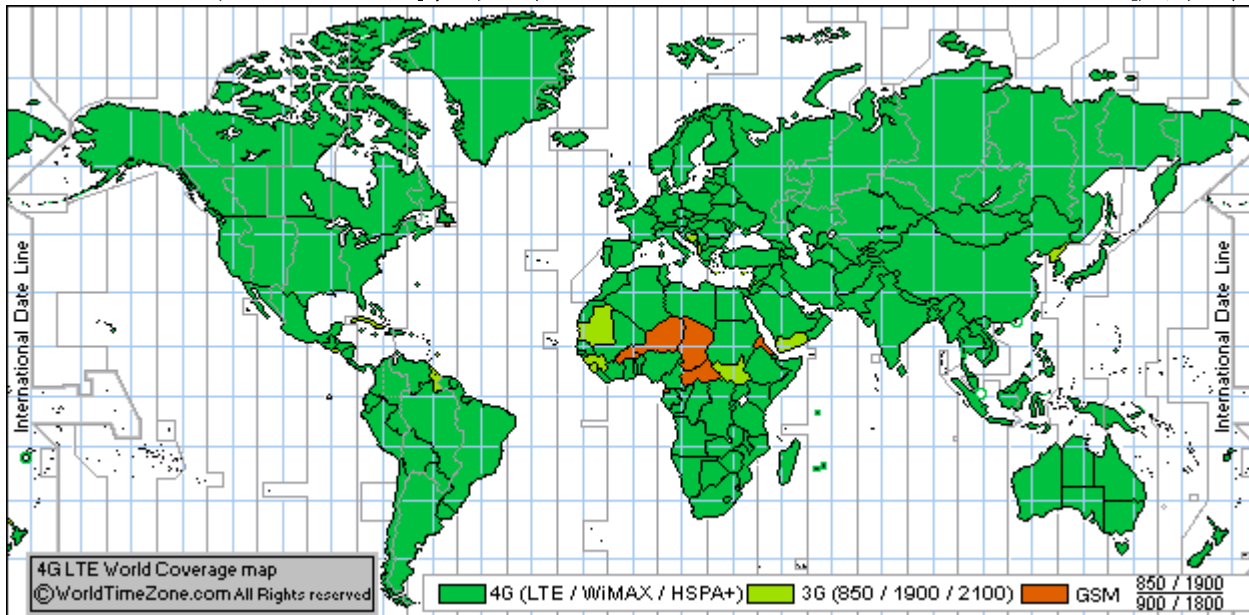 International Date Line
International Date Line
4G LTE World Coverage map
©WorldTimeZone.com All Rights reserved
4G (LTE / WiMAX / HSPA+)
3G (850 / 1900 / 2100)
GSM
850 / 1900
900 / 1800